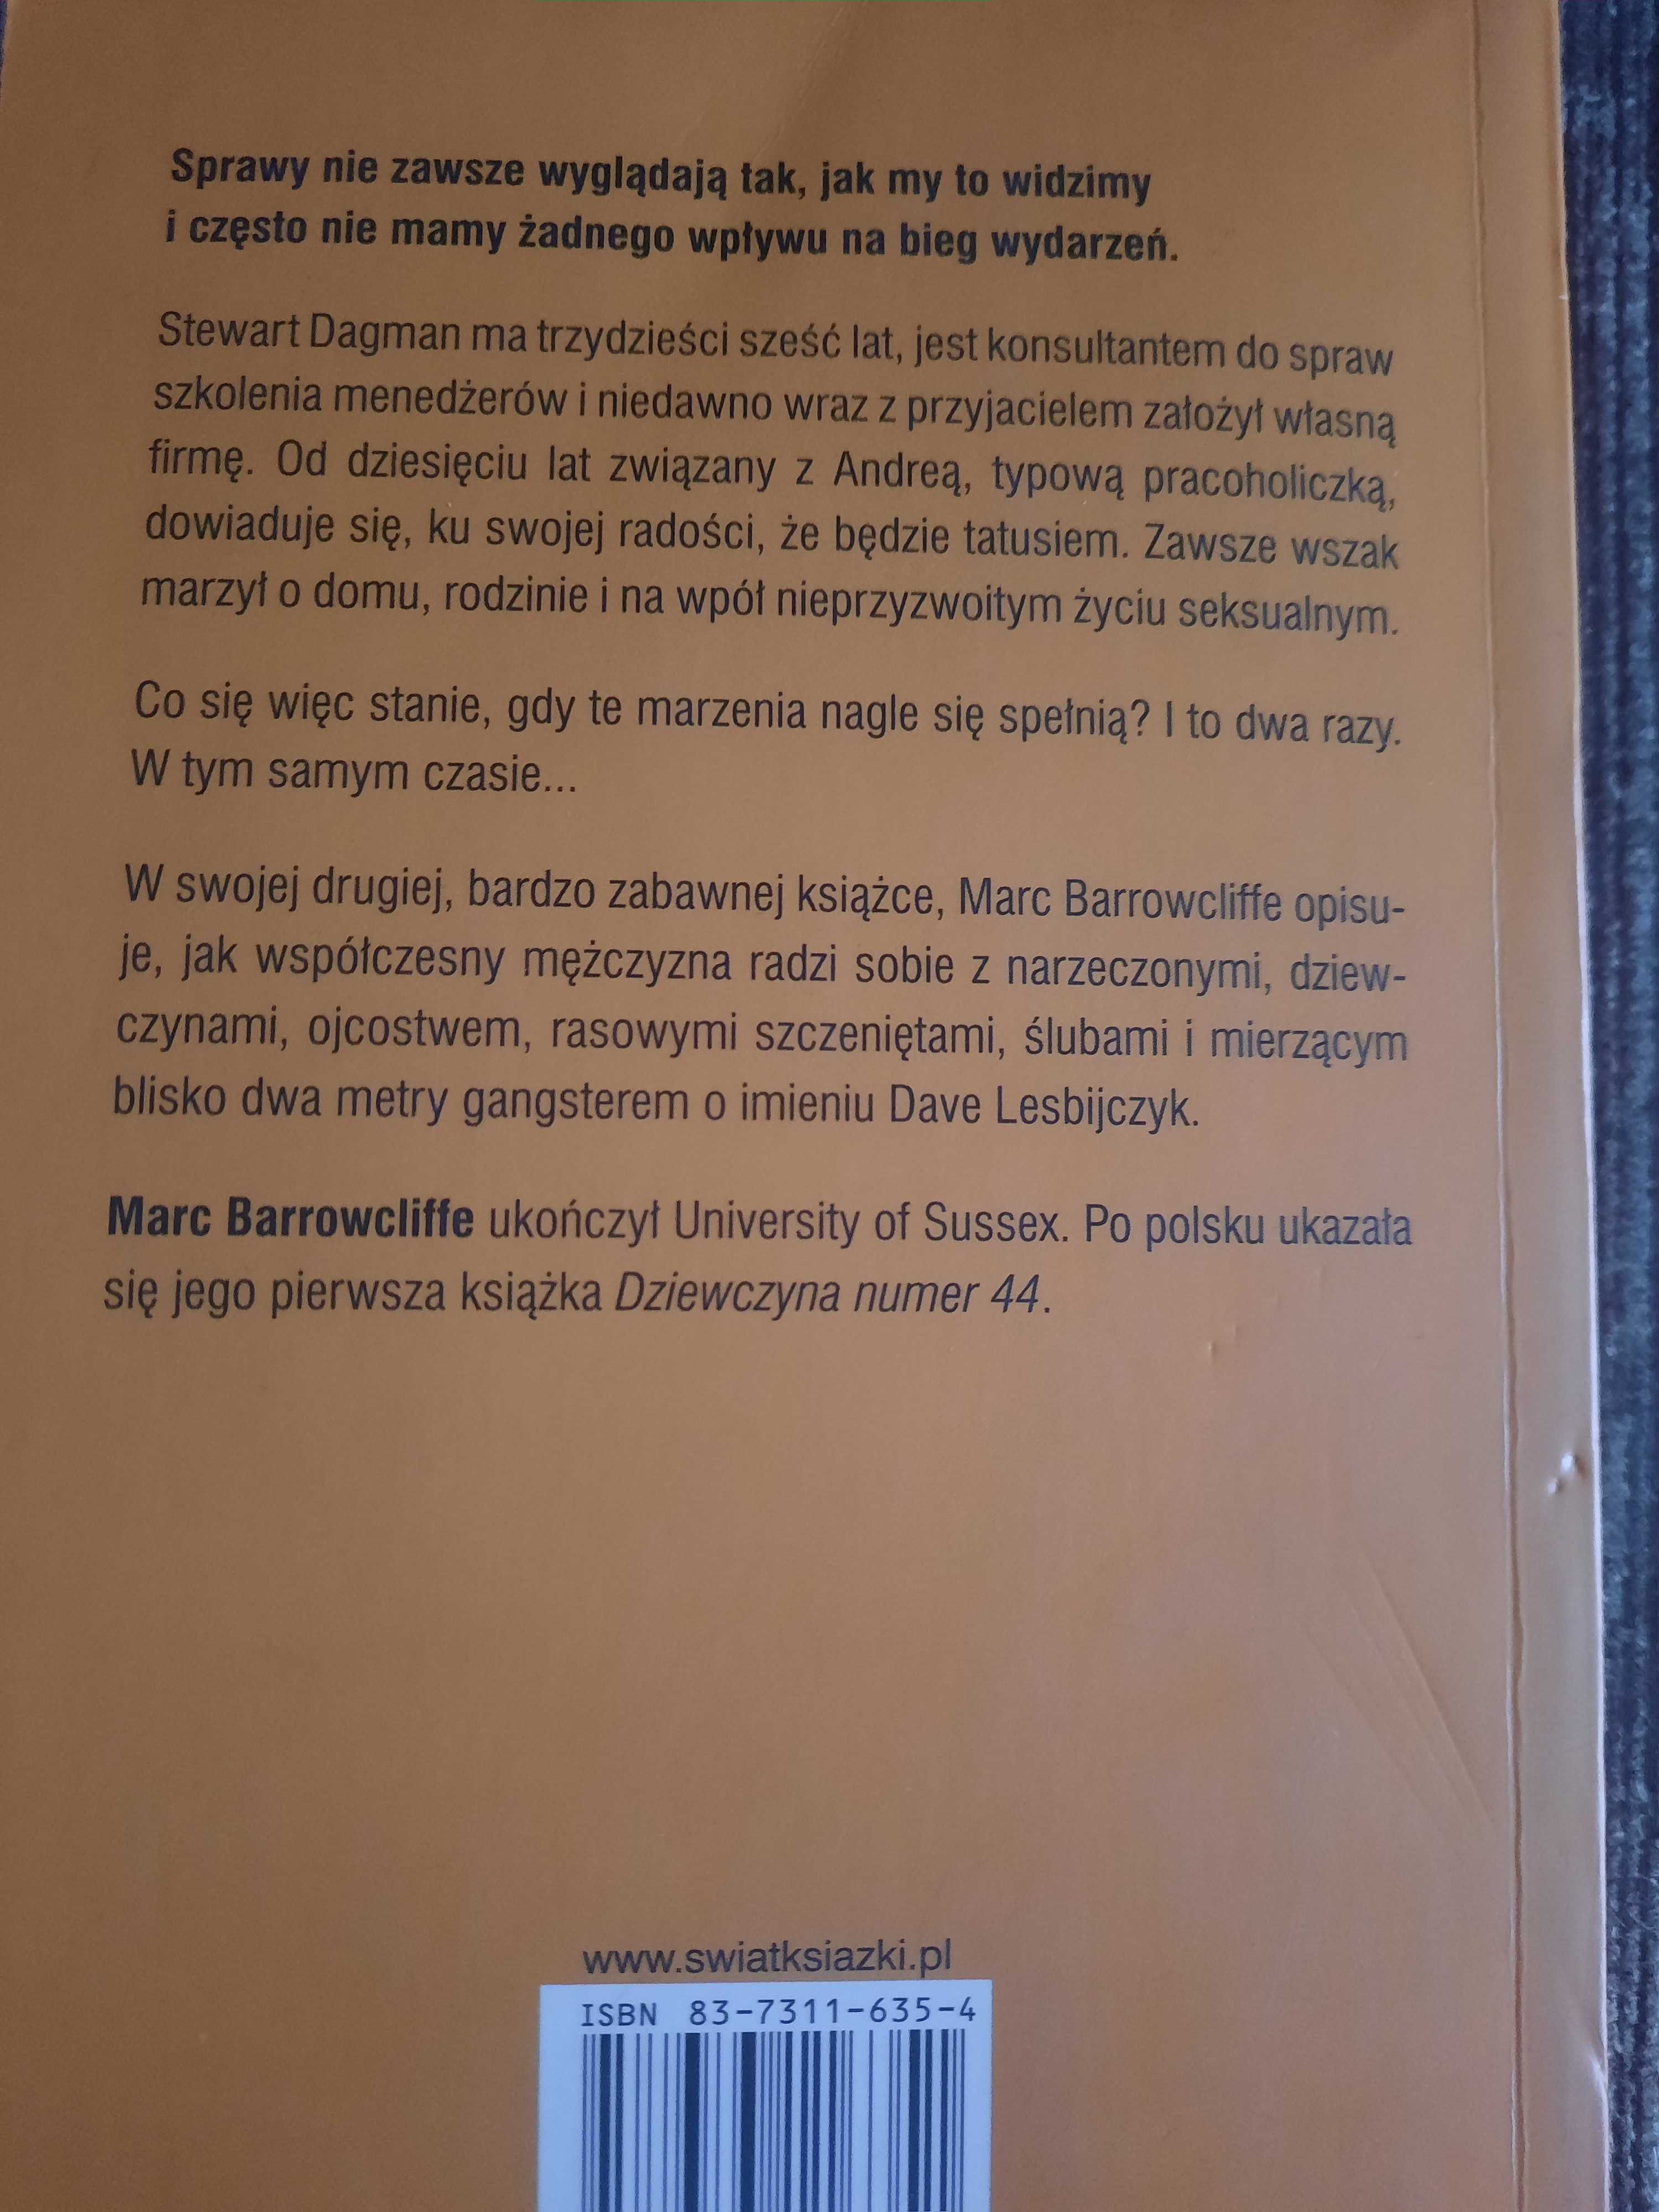 Sprawy nie zawsze wyglądają tak, jak my to widzimy
i często nie mamy żadnego wpływu na bieg wydarzeń.
Stewart Dagman ma trzydzieści sześć lat, jest konsultantem do spraw
szkolenia menedżerów i niedawno wraz z przyjacielem założył własną
firmę. Od dziesięciu lat związany z Andreą, typową pracoholiczką,
dowiaduje się, ku swojej radości, że będzie tatusiem. Zawsze wszak
marzył o domu, rodzinie i na wpół nieprzyzwoitym życiu seksualnym.
Co się więc stanie, gdy te marzenia nagle się spełnią? I to dwa razy.
W tym samym czasie...
W swojej drugiej, bardzo zabawnej książce, Marc Barrowcliffe opisu-
je, jak współczesny mężczyzna radzi sobie z narzeczonymi, dziew-
czynami, ojcostwem, rasowymi szczeniętami, ślubami i mierzącym
blisko dwa metry gangsterem o imieniu Dave Lesbijczyk.
Marc Barrowcliffe ukończył University of Sussex. Po polsku ukazała
się jego pierwsza książka Dziewczyna numer 44.
www.swiatksiazki.pl
ISBN 83-7311-635-4